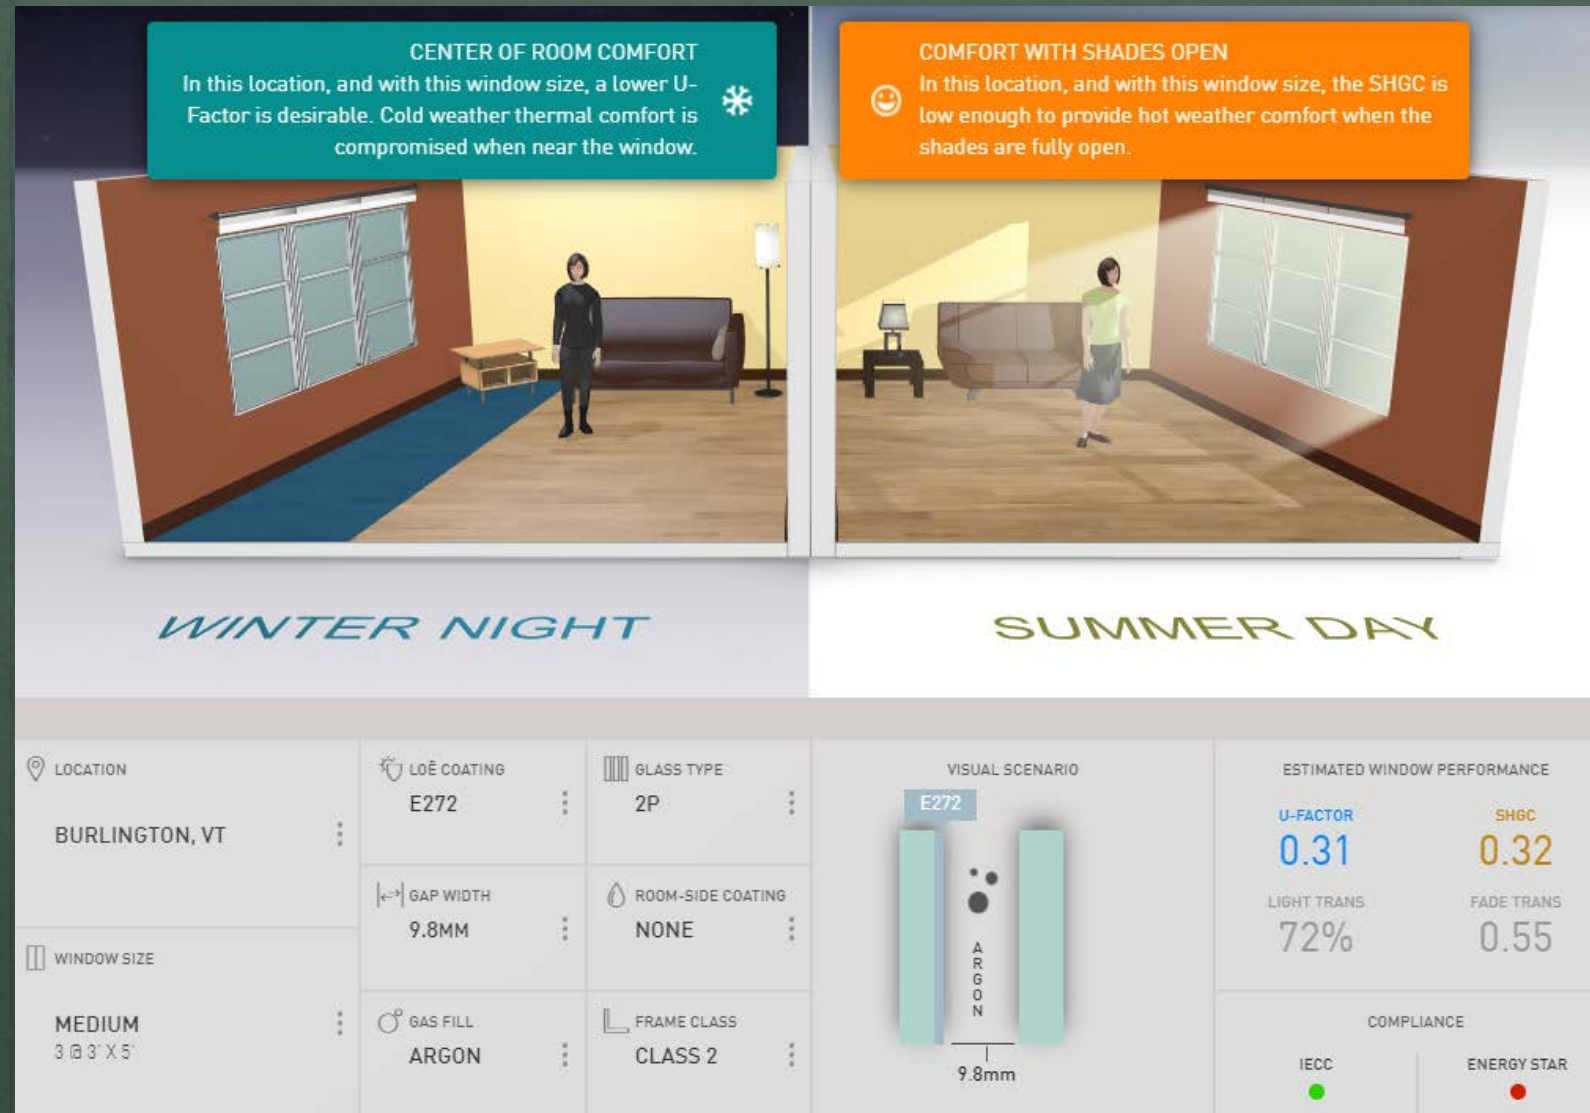 CENTER OF ROOM COMFORT
In this location, and with this window size, a lower U-
Factor is desirable. Cold weather thermal comfort is
compromised when near the window.
COMFORT WITH SHADES OPEN
In this location, and with this window size, the SHGC is
low enough to provide hot weather comfort when the
shades are fully open.
WINTER NIGHT
SUMMER DAY
LOCATION
BURLINGTON, VT
WINDOW SIZE
MEDIUM
3 @ 3' X 5'
LOĒ COATING
E272
GAP WIDTH
9.8MM
GAS FILL
ARGON
GLASS TYPE
2P
ROOM-SIDE COATING
NONE
FRAME CLASS
CLASS 2
VISUAL SCENARIO
E272
ARGON
9.8mm
ESTIMATED WINDOW PERFORMANCE
U-FACTOR
0.31
SHGC
0.32
LIGHT TRANS
72%
FADE TRANS
0.55
COMPLIANCE
IECC
ENERGY STAR